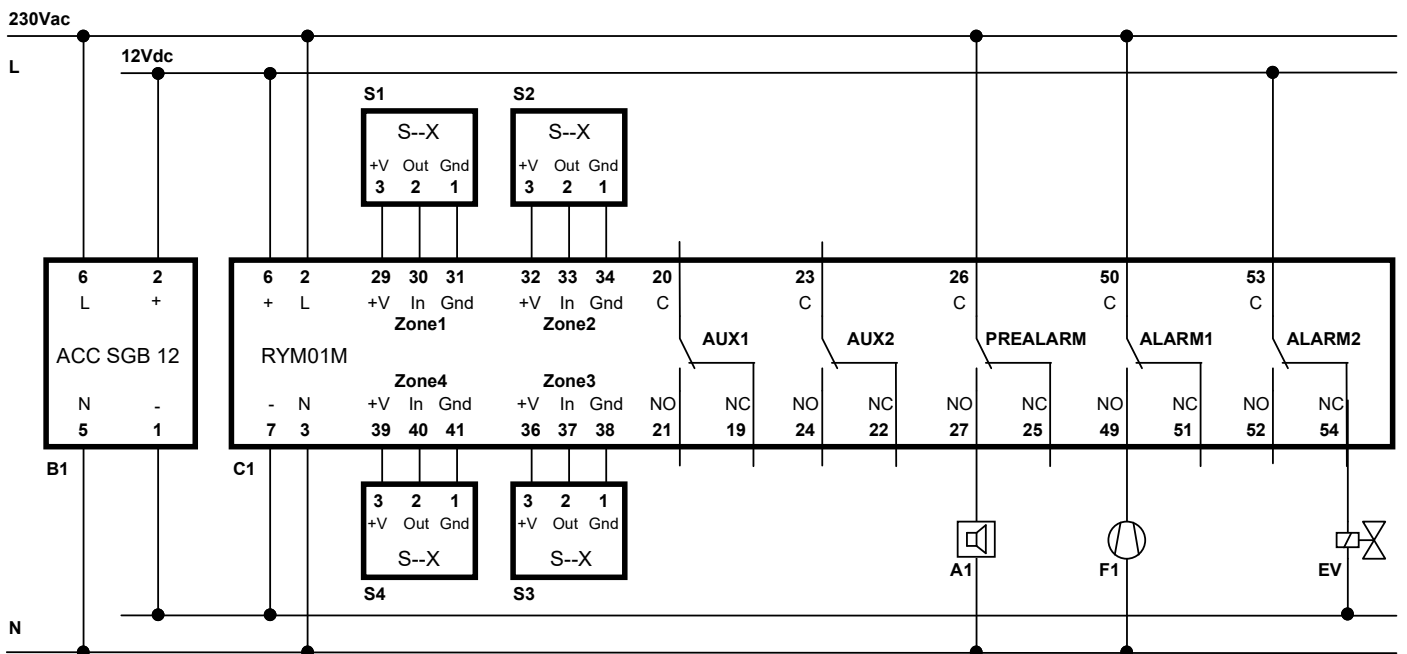 230Vac
12Vdc
L
S1 S2
S--X S--X
+V Out Gnd +V Out Gnd
3 2 1 3 2 1
6 2 6 2 29 30 31 32 33 34 20 23 26 50 53
L + + L +V In Gnd +V In Gnd C C C C C
Zone1 Zone2
AUX1 AUX2 PREALARM ALARM1 ALARM2
ACC SGB 12 RYM01M
Zone4 Zone3
N - - N +V In Gnd +V In Gnd NO NC NO NC NO NC NO NC NO NC
5 1 7 3 39 40 41 36 37 38 21 19 24 22 27 25 49 51 52 54
B1 C1
3 2 1 3 2 1
+V Out Gnd +V Out Gnd
S--X S--X
A1 F1 EV
S4 S3
N